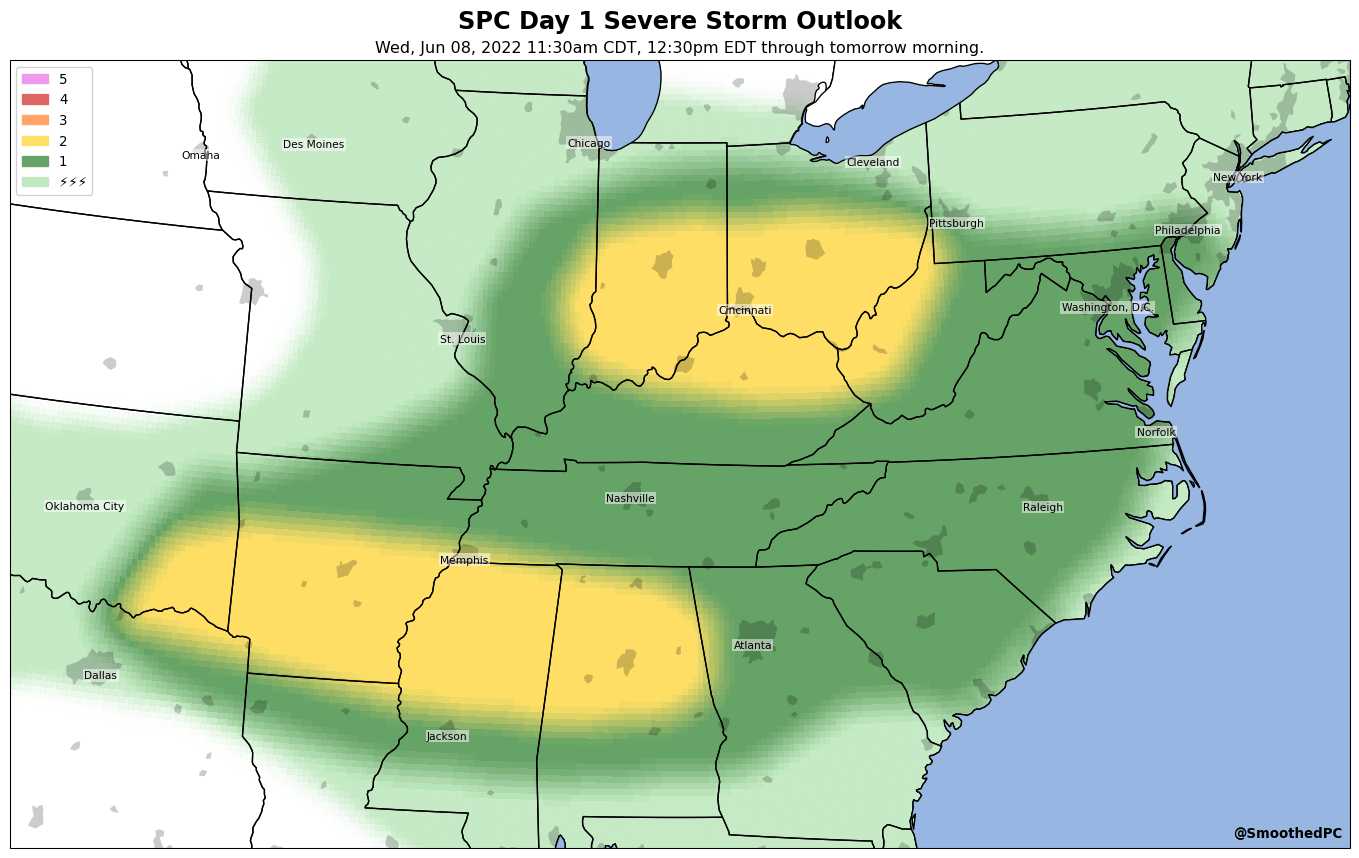 SPC Day 1 Severe Storm Outlook
Wed, Jun 08, 2022 11:30am CDT, 12:30pm EDT through tomorrow morning.
5
4
3
2
1
⚡⚡⚡
Omaha
Des Moines
Chicago
Cleveland
New York
Pittsburgh
Philadelphia
Washington, D.C.
Cincinnati
St. Louis
Norfolk
Oklahoma City
Nashville
Raleigh
Memphis
Atlanta
Dallas
Jackson
@SmoothedPC